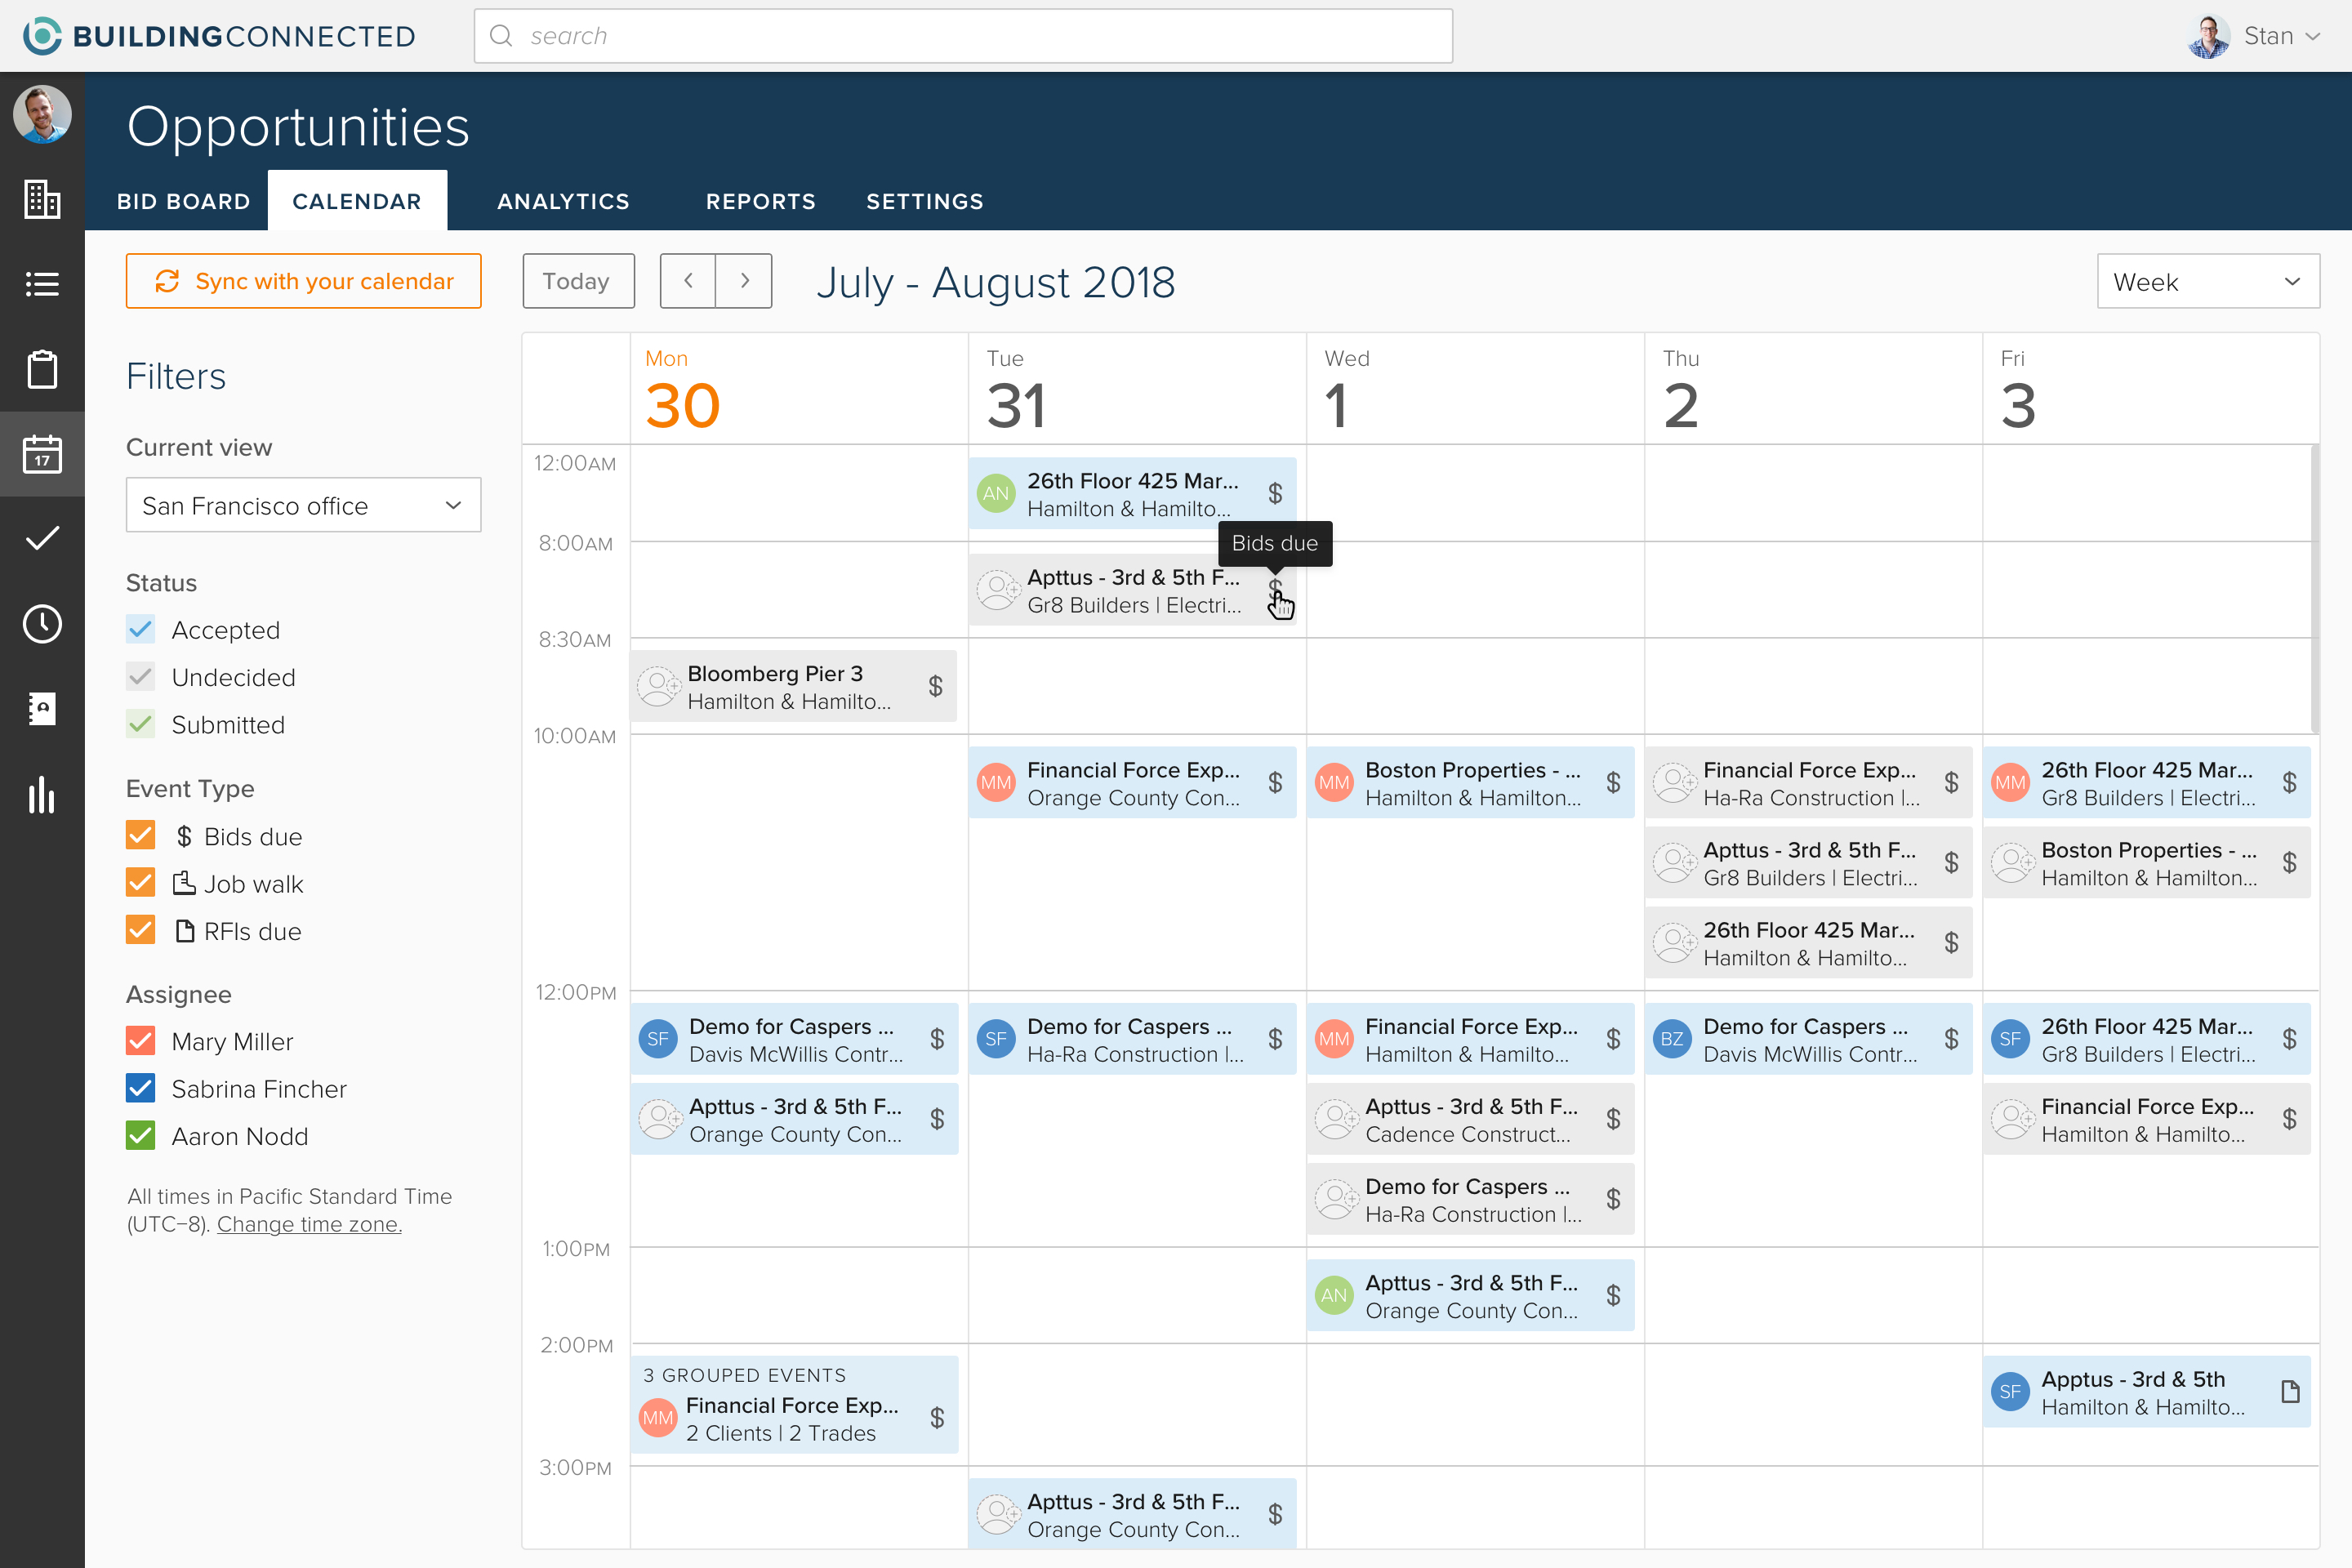 BUILDINGCONNECTED
search
Stan
Opportunities
BID BOARD
CALENDAR
ANALYTICS
REPORTS
SETTINGS
Sync with your calendar
Today
July - August 2018
Week
17
Filters
Current view
San Francisco office
Status
Accepted
Undecided
Submitted
Event Type
$ Bids due
Job walk
RFIs due
Assignee
Mary Miller
Sabrina Fincher
Aaron Nodd
All times in Pacific Standard Time
(UTC–8). Change time zone.
Mon
30
Tue
31
Wed
1
Thu
2
Fri
3
12:00AM
AN
26th Floor 425 Mar...
$
Hamilton & Hamilto...
8:00AM
Bids due
Apttus - 3rd & 5th F...
$
Gr8 Builders | Electri...
8:30AM
Bloomberg Pier 3
$
Hamilton & Hamilto...
10:00AM
MM
Financial Force Exp...
$
Orange County Con...
MM
Boston Properties - ...
$
Hamilton & Hamilton...
Financial Force Exp...
$
Ha-Ra Construction |...
Apttus - 3rd & 5th F...
$
Gr8 Builders | Electri...
26th Floor 425 Mar...
$
Hamilton & Hamilto...
MM
26th Floor 425 Mar...
$
Gr8 Builders | Electri...
Boston Properties - ...
$
Hamilton & Hamilton...
12:00PM
SF
Demo for Caspers ...
$
Davis McWillis Contr...
Apttus - 3rd & 5th F...
$
Orange County Con...
SF
Demo for Caspers ...
$
Ha-Ra Construction |...
MM
Financial Force Exp...
$
Hamilton & Hamilto...
Apttus - 3rd & 5th F...
$
Cadence Construct...
Demo for Caspers ...
$
Ha-Ra Construction |...
BZ
Demo for Caspers ...
$
Davis McWillis Contr...
SF
26th Floor 425 Mar...
$
Gr8 Builders | Electri...
Financial Force Exp...
$
Hamilton & Hamilto...
1:00PM
AN
Apttus - 3rd & 5th F...
$
Orange County Con...
2:00PM
3 GROUPED EVENTS
MM
Financial Force Exp...
$
2 Clients | 2 Trades
SF
Apptus - 3rd & 5th
Hamilton & Hamilto...
3:00PM
Apttus - 3rd & 5th F...
$
Orange County Con...